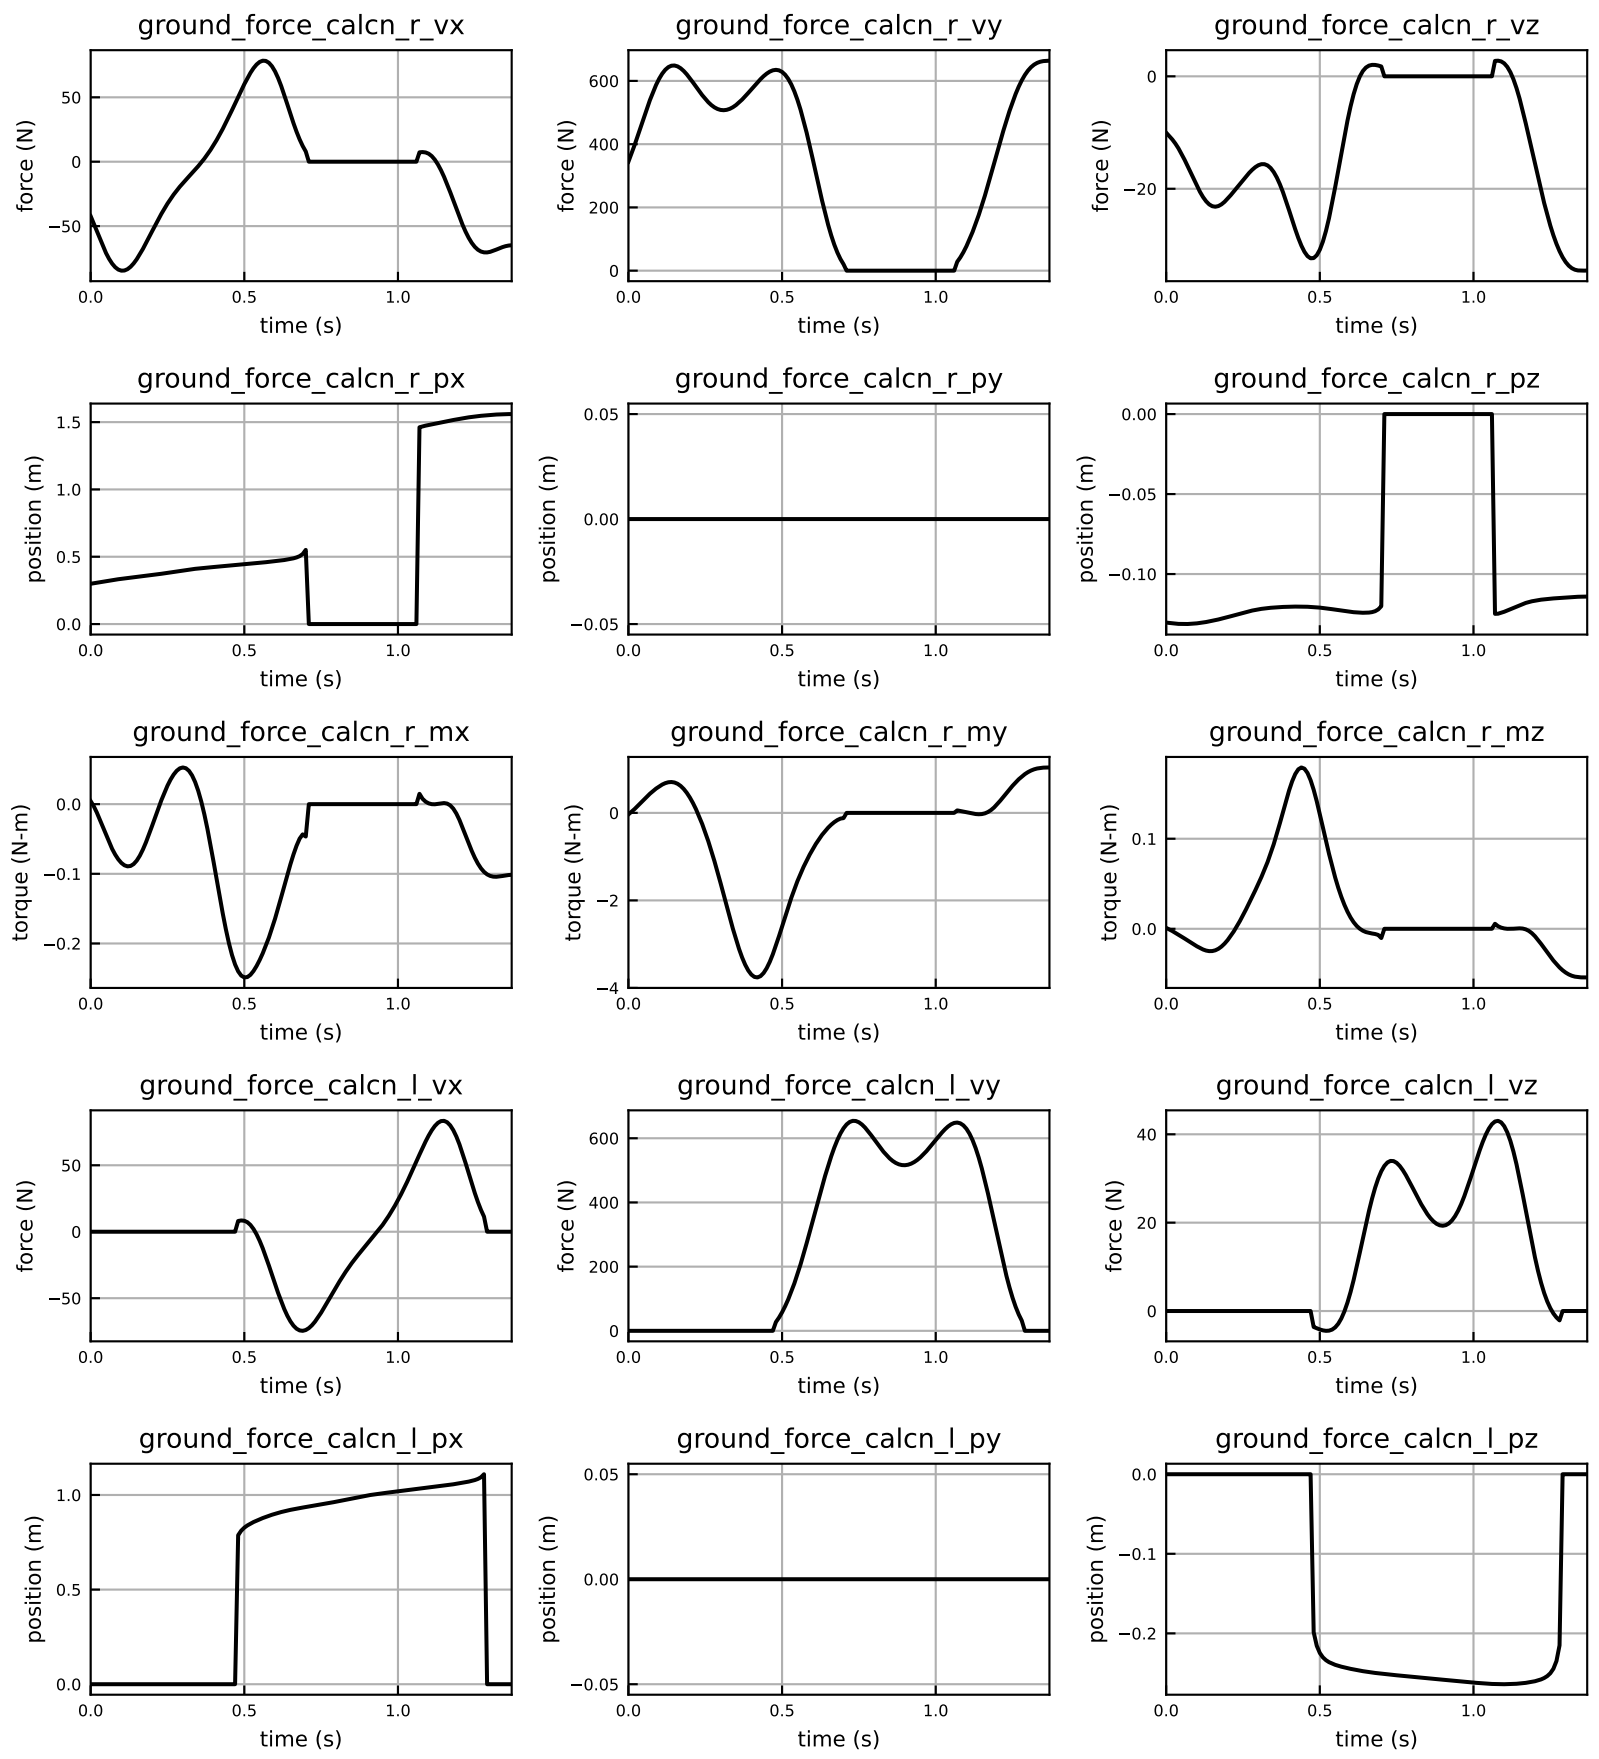 ground_force_calcn_r_vx
force (N)
50
0
−50
0.0 0.5 1.0
time (s)
ground_force_calcn_r_vy
force (N)
600
400
200
0
0.0 0.5 1.0
time (s)
ground_force_calcn_r_vz
force (N)
0
−20
0.0 0.5 1.0
time (s)
ground_force_calcn_r_px
position (m)
1.5
1.0
0.5
0.0
0.0 0.5 1.0
time (s)
ground_force_calcn_r_py
position (m)
0.05
0.00
−0.05
0.0 0.5 1.0
time (s)
ground_force_calcn_r_pz
position (m)
0.00
−0.05
−0.10
0.0 0.5 1.0
time (s)
ground_force_calcn_r_mx
torque (N-m)
0.0
−0.1
−0.2
0.0 0.5 1.0
time (s)
ground_force_calcn_r_my
torque (N-m)
0
−2
−4
0.0 0.5 1.0
time (s)
ground_force_calcn_r_mz
torque (N-m)
0.1
0.0
0.0 0.5 1.0
time (s)
ground_force_calcn_l_vx
force (N)
50
0
−50
0.0 0.5 1.0
time (s)
ground_force_calcn_l_vy
force (N)
600
400
200
0
0.0 0.5 1.0
time (s)
ground_force_calcn_l_vz
force (N)
40
20
0
0.0 0.5 1.0
time (s)
ground_force_calcn_l_px
position (m)
1.0
0.5
0.0
0.0 0.5 1.0
time (s)
ground_force_calcn_l_py
position (m)
0.05
0.00
−0.05
0.0 0.5 1.0
time (s)
ground_force_calcn_l_pz
position (m)
0.0
−0.1
−0.2
0.0 0.5 1.0
time (s)